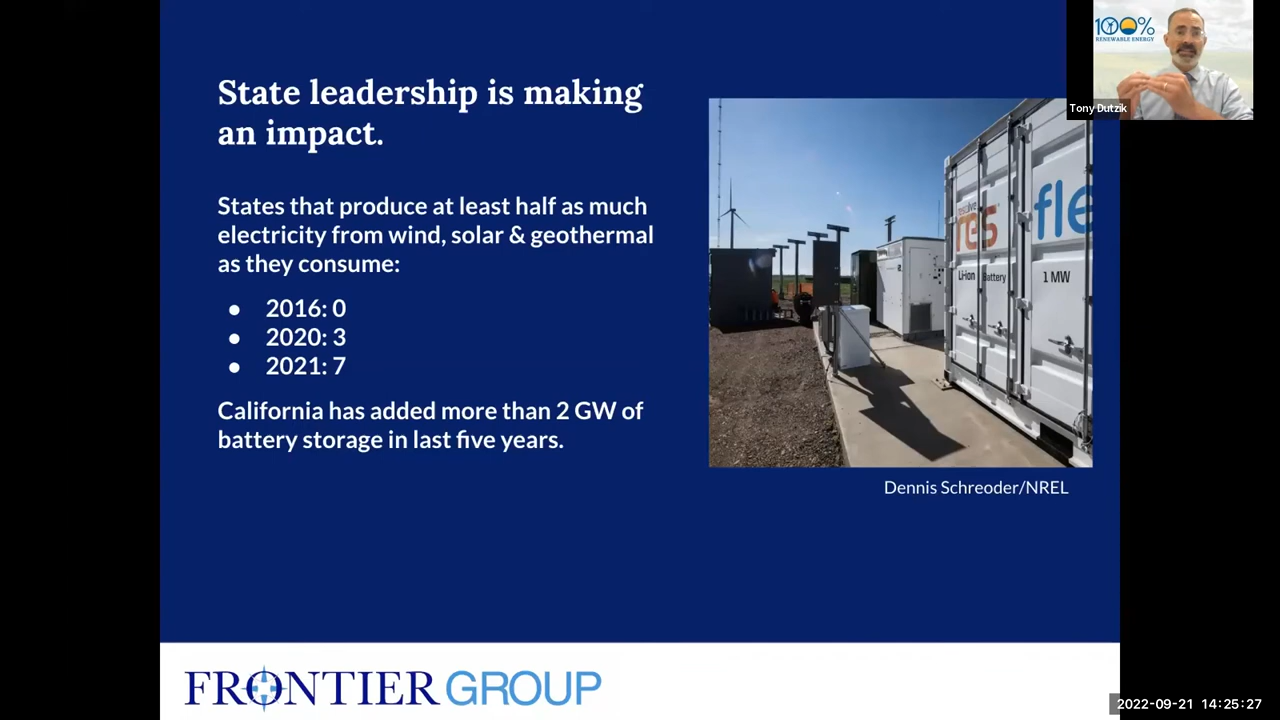 State leadership is making
an impact.
States that produce at least half as much
electricity from wind, solar & geothermal
as they consume:
● 2016: 0
● 2020: 3
● 2021: 7
California has added more than 2 GW of
battery storage in last five years.
res
fle
Li-ion Battery
1 MW
Dennis Schreoder/NREL
FRONTIER GROUP
100%
RENEWABLE ENERGY
Tony Dutzik
2022-09-21 14:25:27